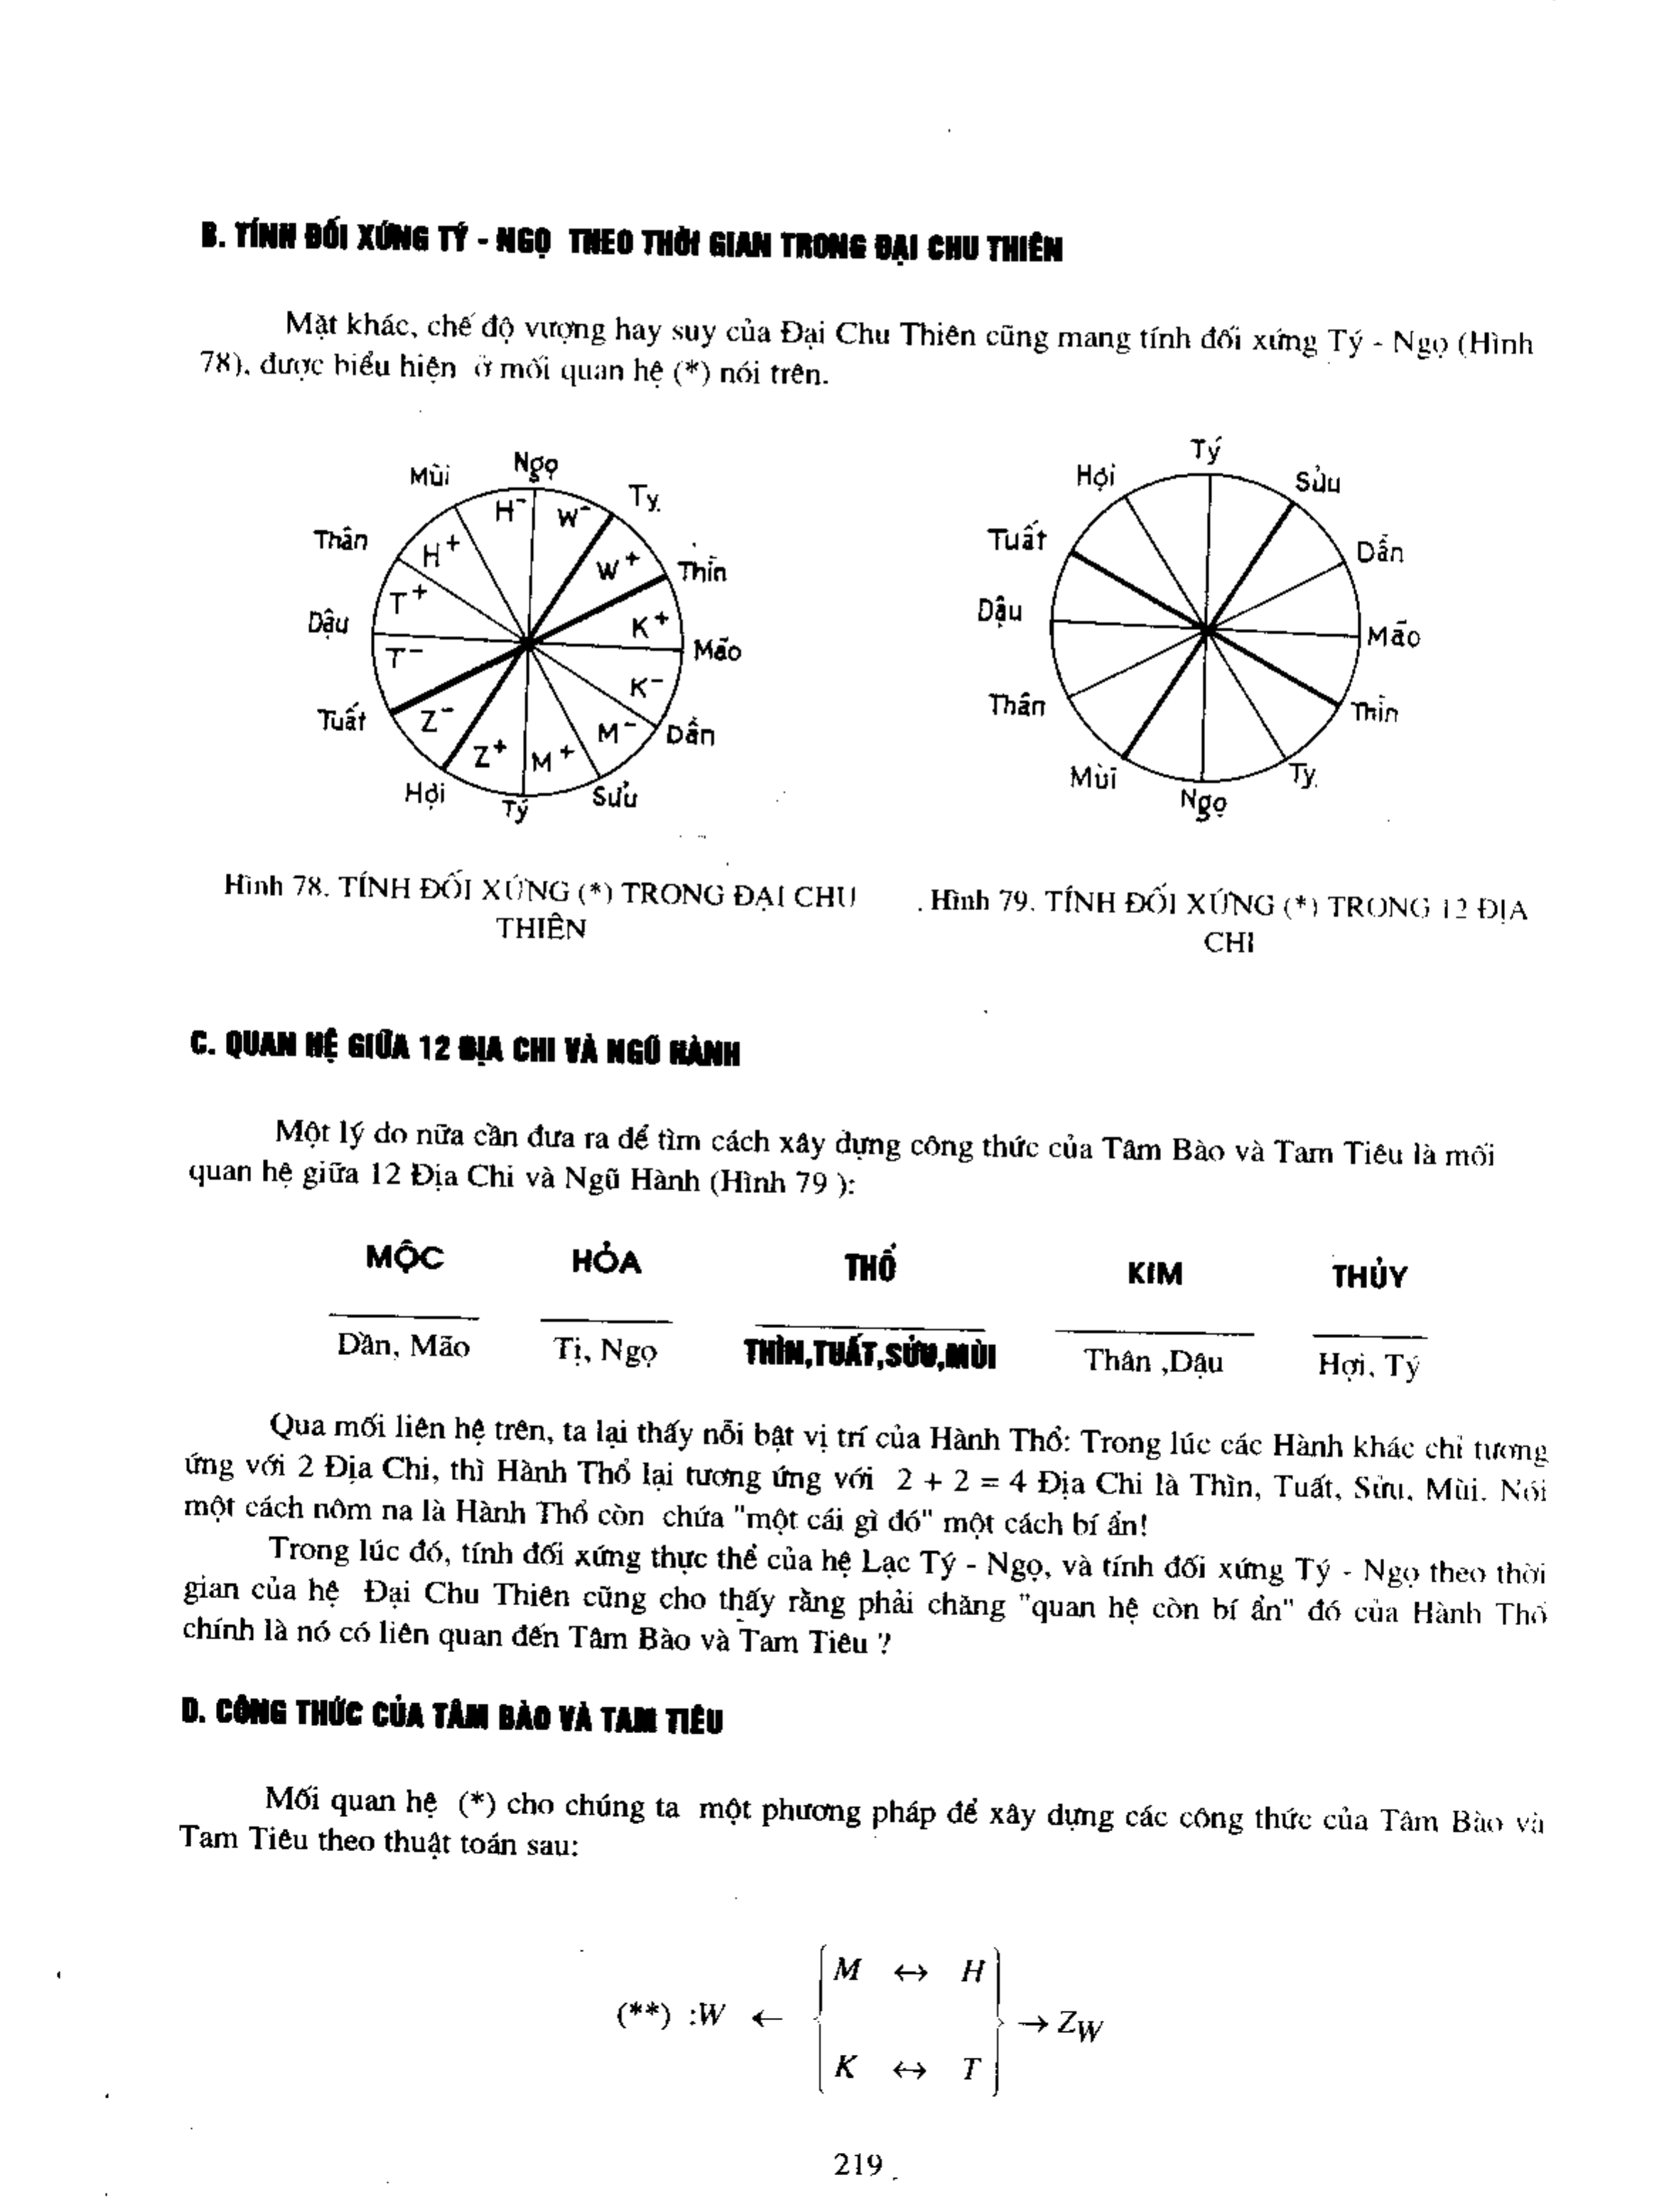 B. TÍNH ĐỐI XỨNG TÝ - NGỌ THEO THỜI GIAN TRONG ĐẠI CHU THIÊN
Mặt khác, chế độ vượng hay suy của Đại Chu Thiên cũng mang tính đối xứng Tý - Ngọ (Hình
78), được biểu hiện ở mối quan hệ (*) nói trên.
Ngọ
Mùi
Tỵ
H-
W-
Thân
H+
W+
Thìn
T+
K+
Dậu
Mão
T-
K-
Tuất
Z-
M-
Dần
Z+
M+
Hợi
Tý
Sửu
Tý
Hợi
Sửu
Tuất
Dần
Dậu
Mão
Thân
Thìn
Mùi
Tỵ
Ngọ
Hình 78. TÍNH ĐỐI XỨNG (*) TRONG ĐẠI CHU
THIÊN
Hình 79. TÍNH ĐỐI XỨNG (*) TRONG 12 ĐỊA
CHI
C. QUAN HỆ GIỮA 12 ĐỊA CHI VÀ NGŨ HÀNH
Một lý do nữa cần đưa ra để tìm cách xây dựng công thức của Tâm Bào và Tam Tiêu là mối
quan hệ giữa 12 Địa Chi và Ngũ Hành (Hình 79 ):
MỘC HỎA THỔ KIM THỦY
Dần, Mão Tị, Ngọ THÌN,TUẤT,SỬU,MÙI Thân ,Dậu Hợi, Tý
Qua mối liên hệ trên, ta lại thấy nỗi bật vị trí của Hành Thổ: Trong lúc các Hành khác chỉ tương
ứng với 2 Địa Chi, thì Hành Thổ lại tương ứng với 2 + 2 = 4 Địa Chi là Thìn, Tuất, Sửu, Mùi. Nói
một cách nôm na là Hành Thổ còn chứa "một cái gì đó" một cách bí ẩn!
Trong lúc đó, tính đối xứng thực thể của hệ Lạc Tý - Ngọ, và tính đối xứng Tý - Ngọ theo thời
gian của hệ Đại Chu Thiên cũng cho thấy rằng phải chăng "quan hệ còn bí ẩn" đó của Hành Thổ
chính là nó có liên quan đến Tâm Bào và Tam Tiêu ?
D. CÔNG THỨC CỦA TÂM BÀO VÀ TAM TIÊU
Mối quan hệ (*) cho chúng ta một phương pháp để xây dựng các công thức của Tâm Bào và
Tam Tiêu theo thuật toán sau:
M ↔ H
(**) :W ← { } → Z_W
K ↔ T
219